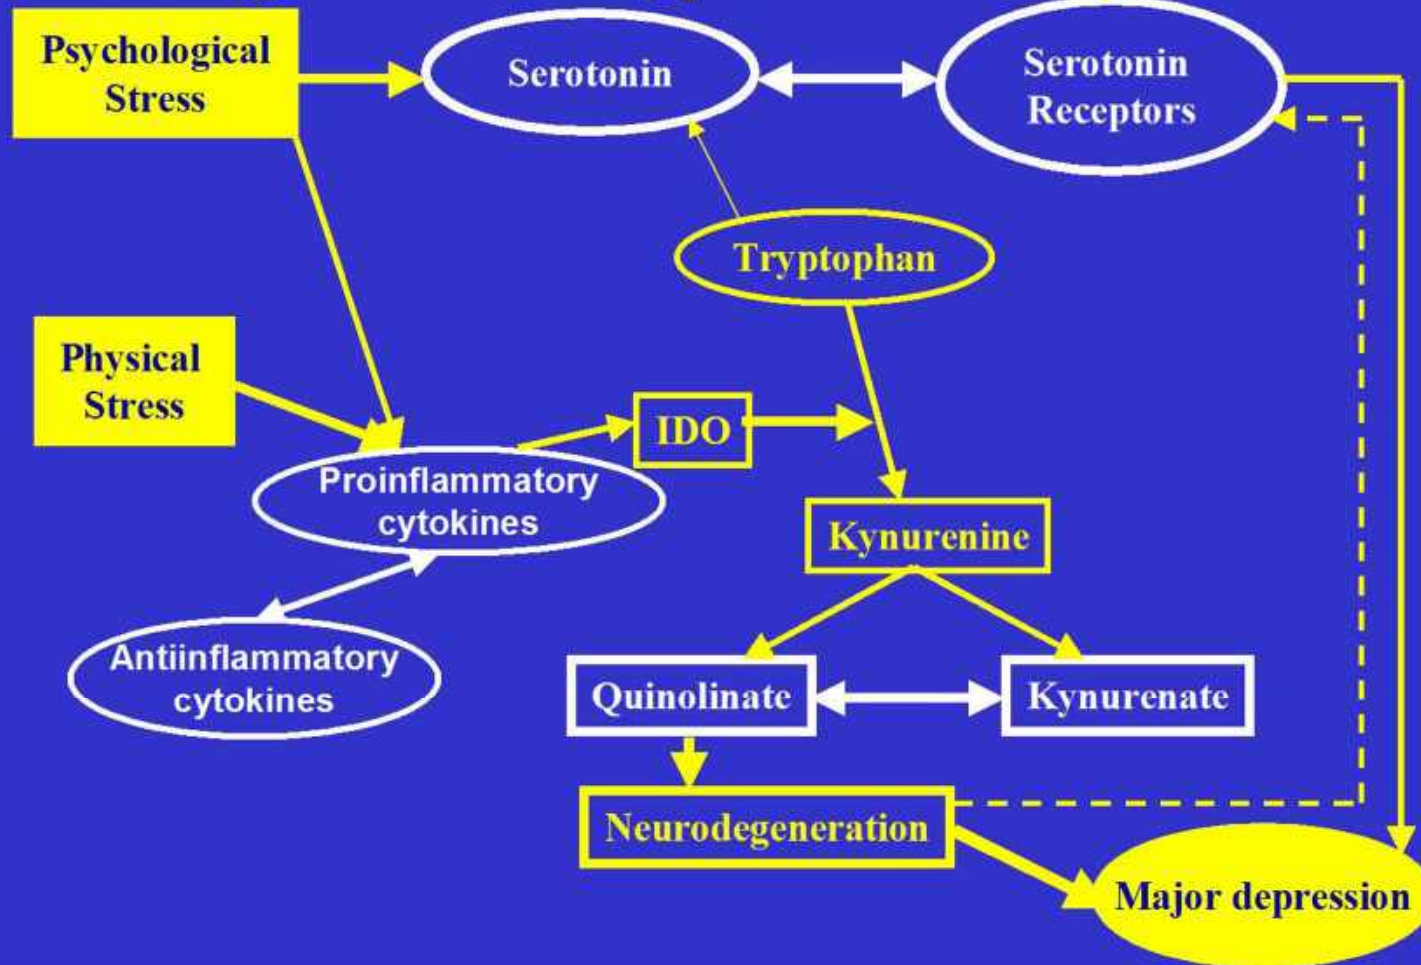 Psychological
Stress
Serotonin
Serotonin
Receptors
Tryptophan
Physical
Stress
IDO
Proinflammatory
cytokines
Kynurenine
Antiinflammatory
cytokines
Quinolinate
Kynurenate
Neurodegeneration
Major depression